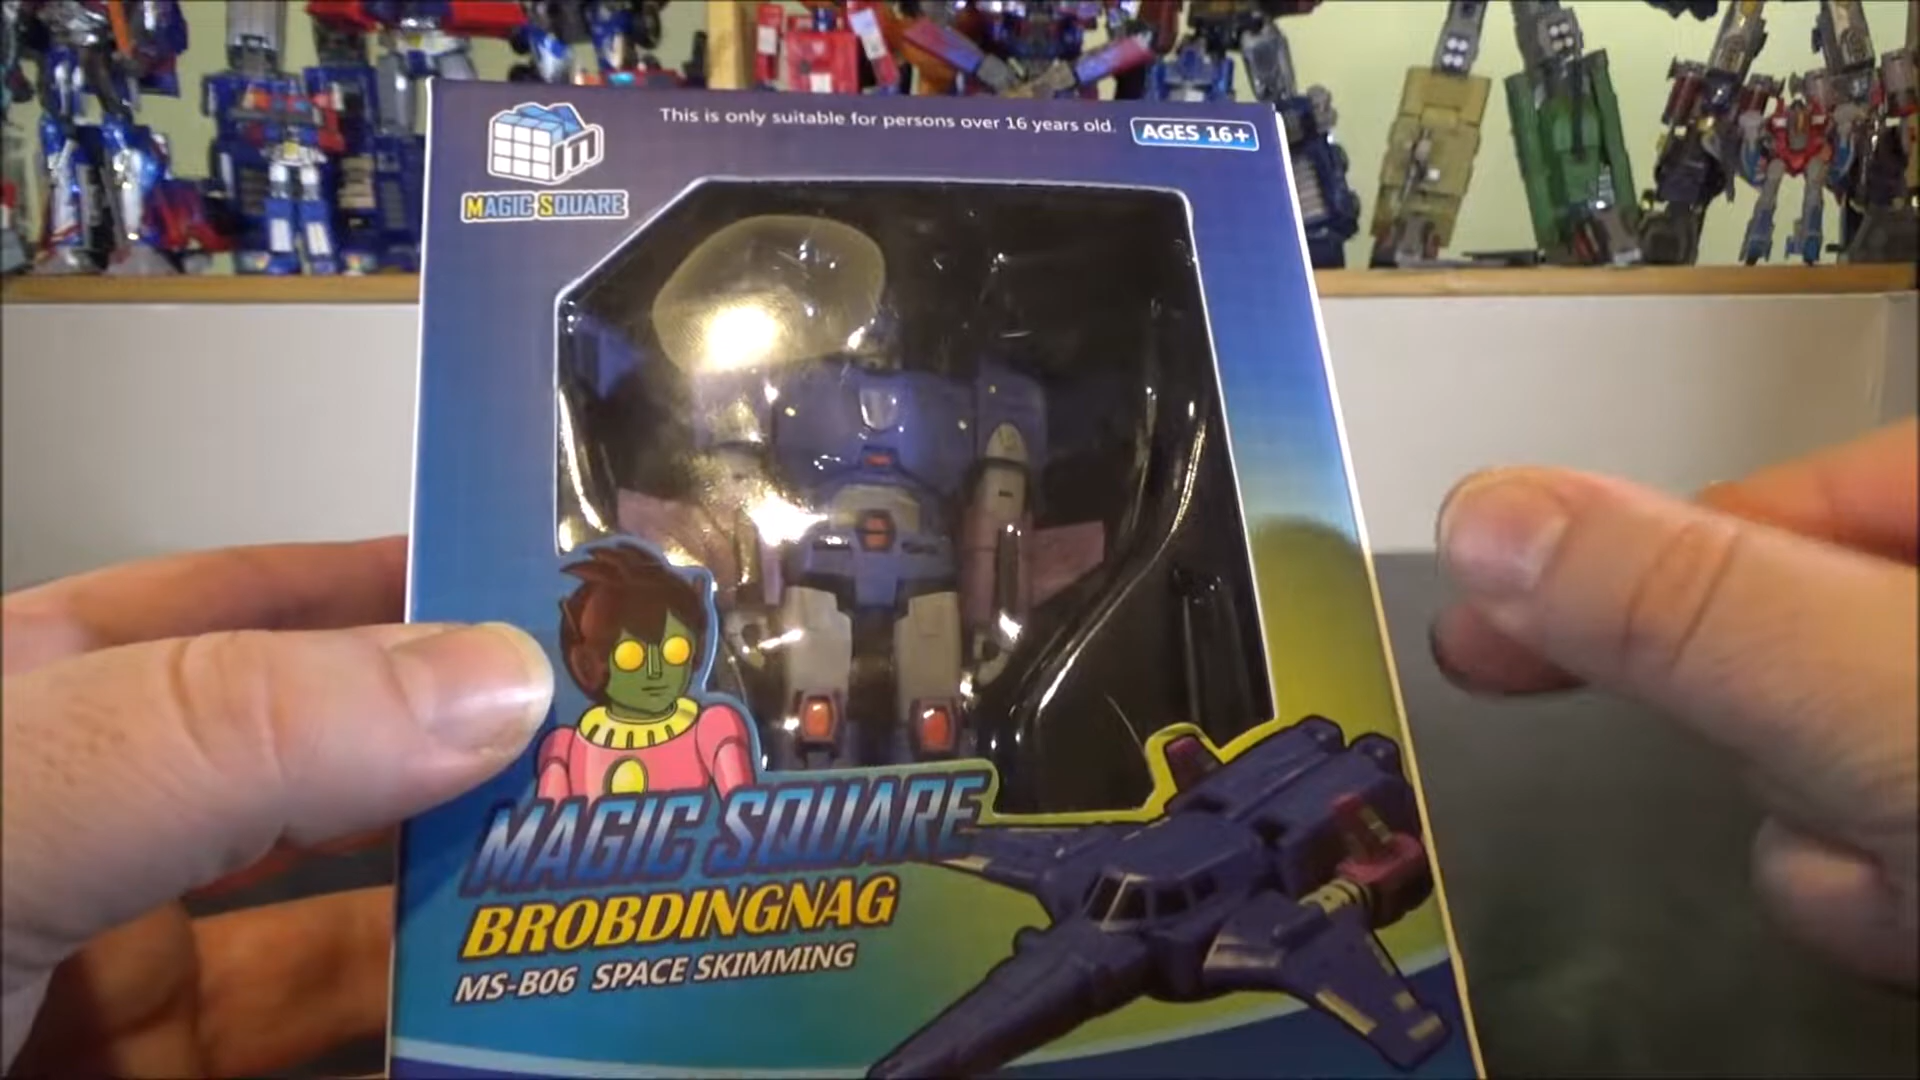 This is only suitable for persons over 16 years old.
AGES 16+
m
MAGIC SQUARE
MAGIC SQUARE
BROBDINGNAG
MS-B06 SPACE SKIMMING